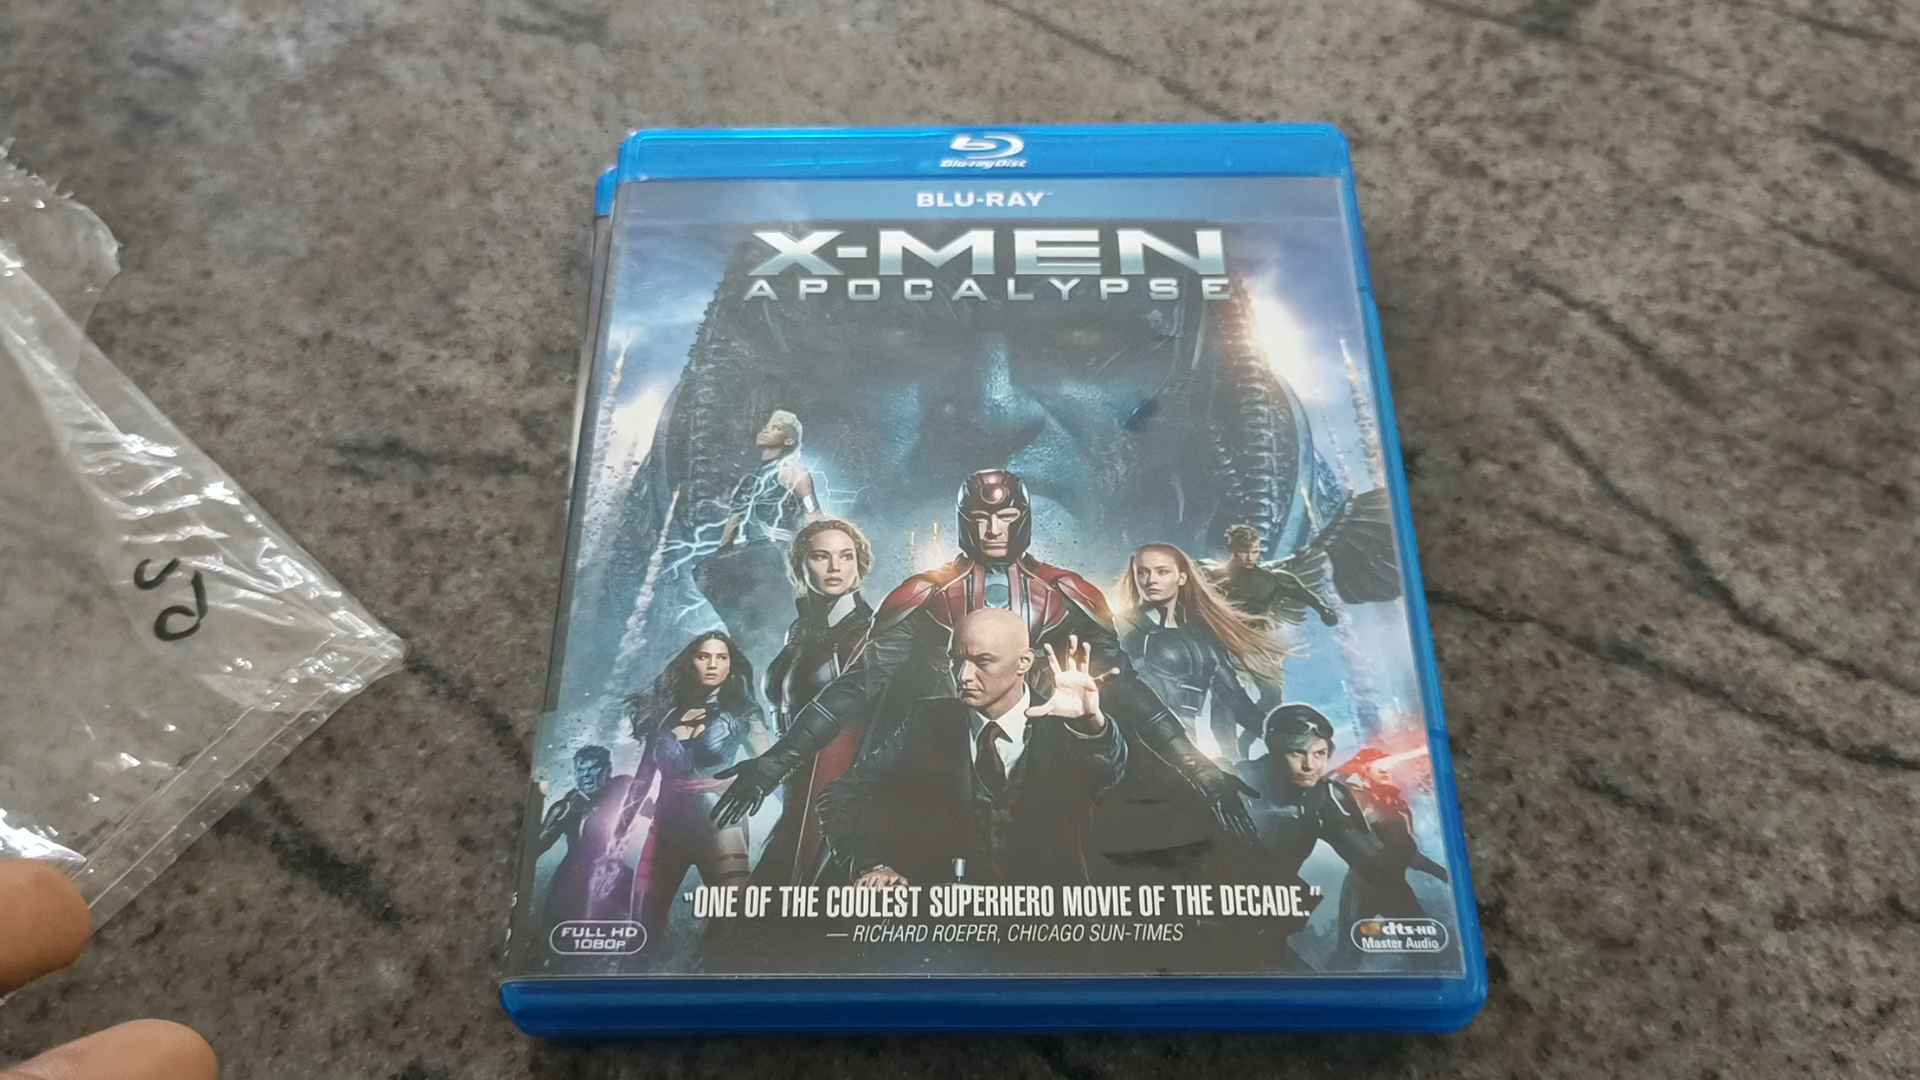 Blu-ray Disc
BLU-RAY™
X-MEN
APOCALYPSE
"ONE OF THE COOLEST SUPERHERO MOVIE OF THE DECADE."
— RICHARD ROEPER, CHICAGO SUN-TIMES
FULL HD
1080p
dts-HD
Master Audio